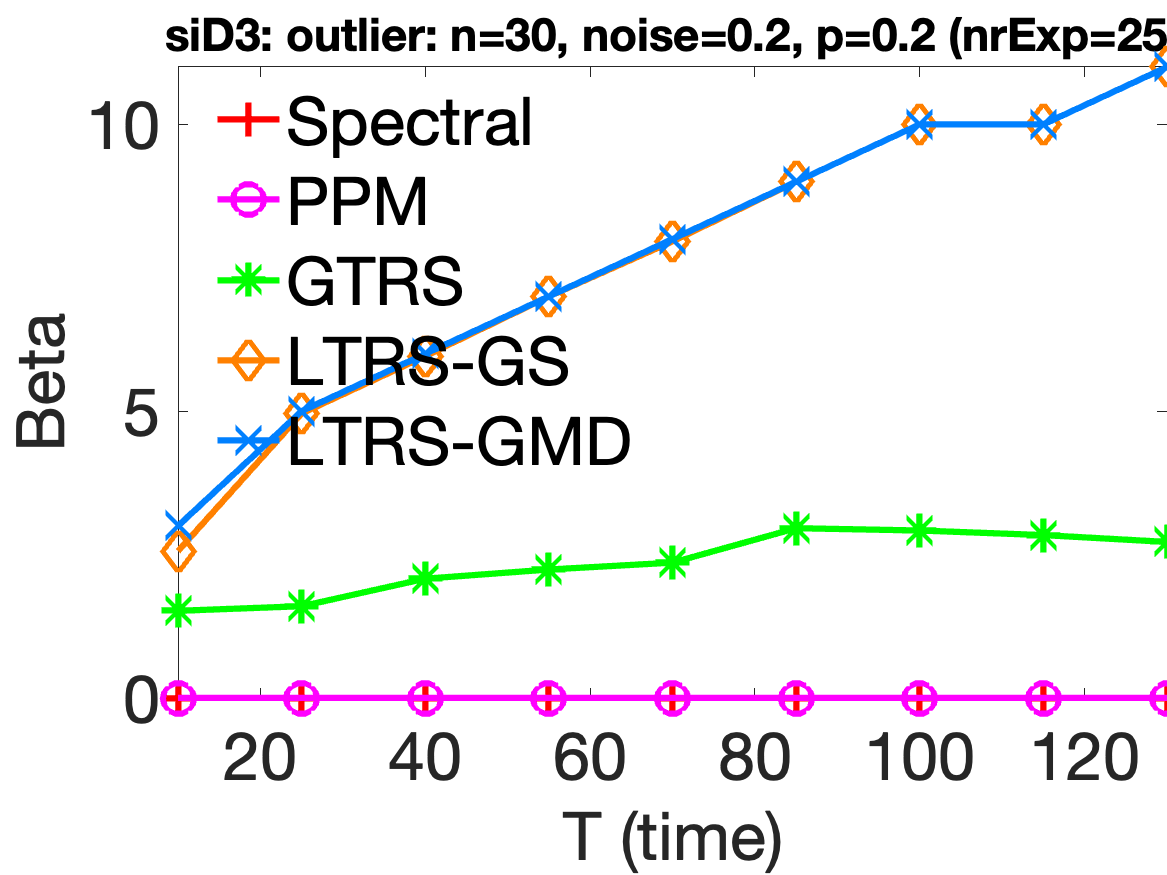 siD3: outlier: n=30, noise=0.2, p=0.2 (nrExp=25
10
5
0
Beta
Spectral
PPM
GTRS
LTRS-GS
LTRS-GMD
20 40 60 80 100 120
T (time)